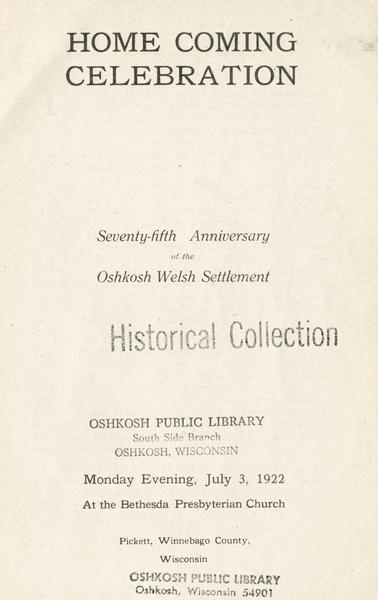 HOME COMING
CELEBRATION
Seventy-fifth Anniversary
of the
Oshkosh Welsh Settlement
Historical Collection
OSHKOSH PUBLIC LIBRARY
South Side Branch
OSHKOSH, WISCONSIN
Monday Evening, July 3, 1922
At the Bethesda Presbyterian Church
Pickett, Winnebago County,
Wisconsin
OSHKOSH PUBLIC LIBRARY
Oshkosh, Wisconsin 54901